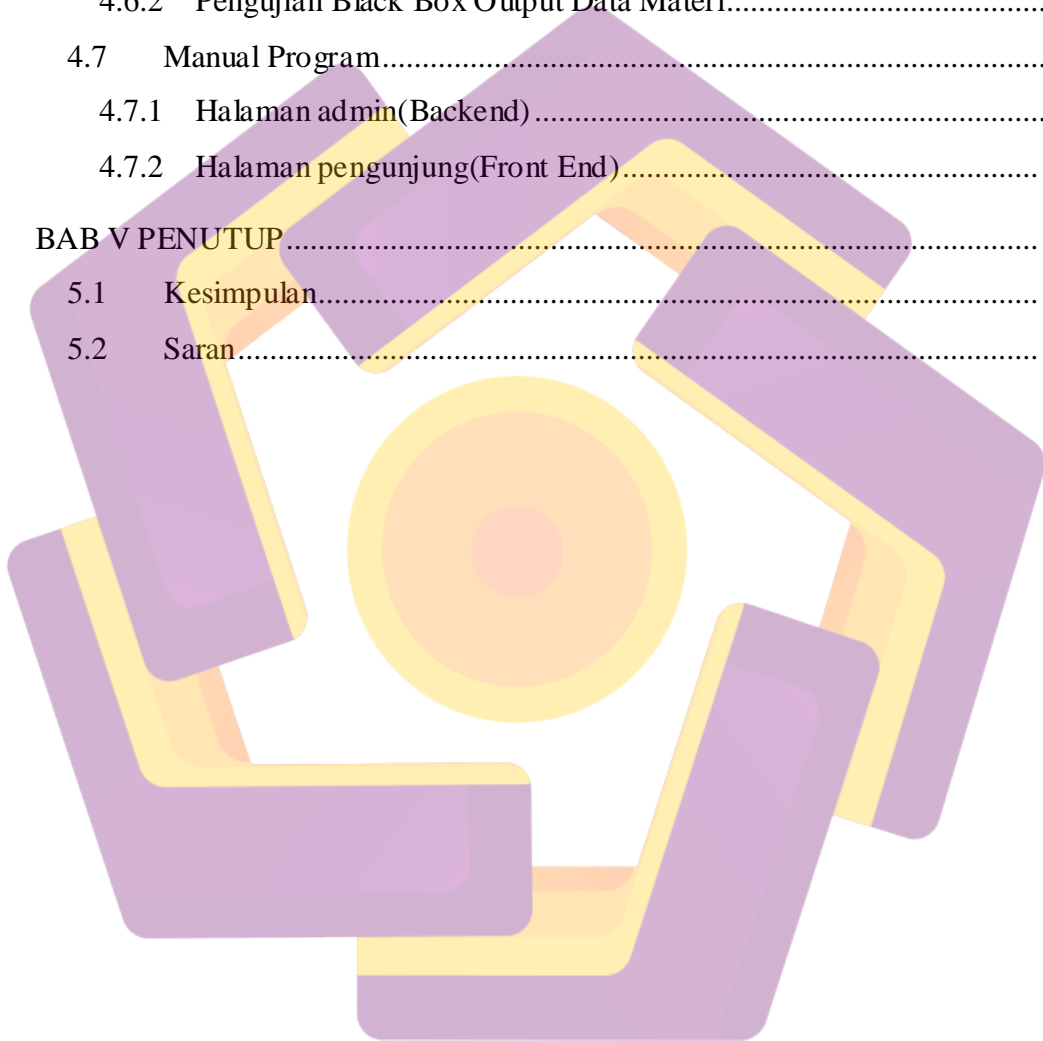 4.6.2 Pengujian Black Box Output Data Materi........................................
4.7 Manual Program....................................................................................
4.7.1 Halaman admin(Backend)................................................................
4.7.2 Halaman pengunjung(Front End).....................................................
BAB V PENUTUP...............................................................................................
5.1 Kesimpulan............................................................................................
5.2 Saran......................................................................................................